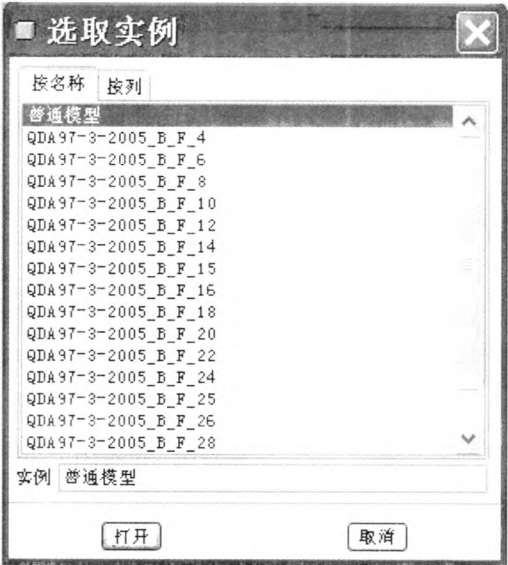 选取实例
按名称 按列
普通模型
QDA97-3-2005_B_F_4
QDA97-3-2005_B_F_6
QDA97-3-2005_B_F_8
QDA97-3-2005_B_F_10
QDA97-3-2005_B_F_12
QDA97-3-2005_B_F_14
QDA97-3-2005_B_F_15
QDA97-3-2005_B_F_16
QDA97-3-2005_B_F_18
QDA97-3-2005_B_F_20
QDA97-3-2005_B_F_22
QDA97-3-2005_B_F_24
QDA97-3-2005_B_F_25
QDA97-3-2005_B_F_26
QDA97-3-2005_B_F_28
实例 普通模型
打开 取消